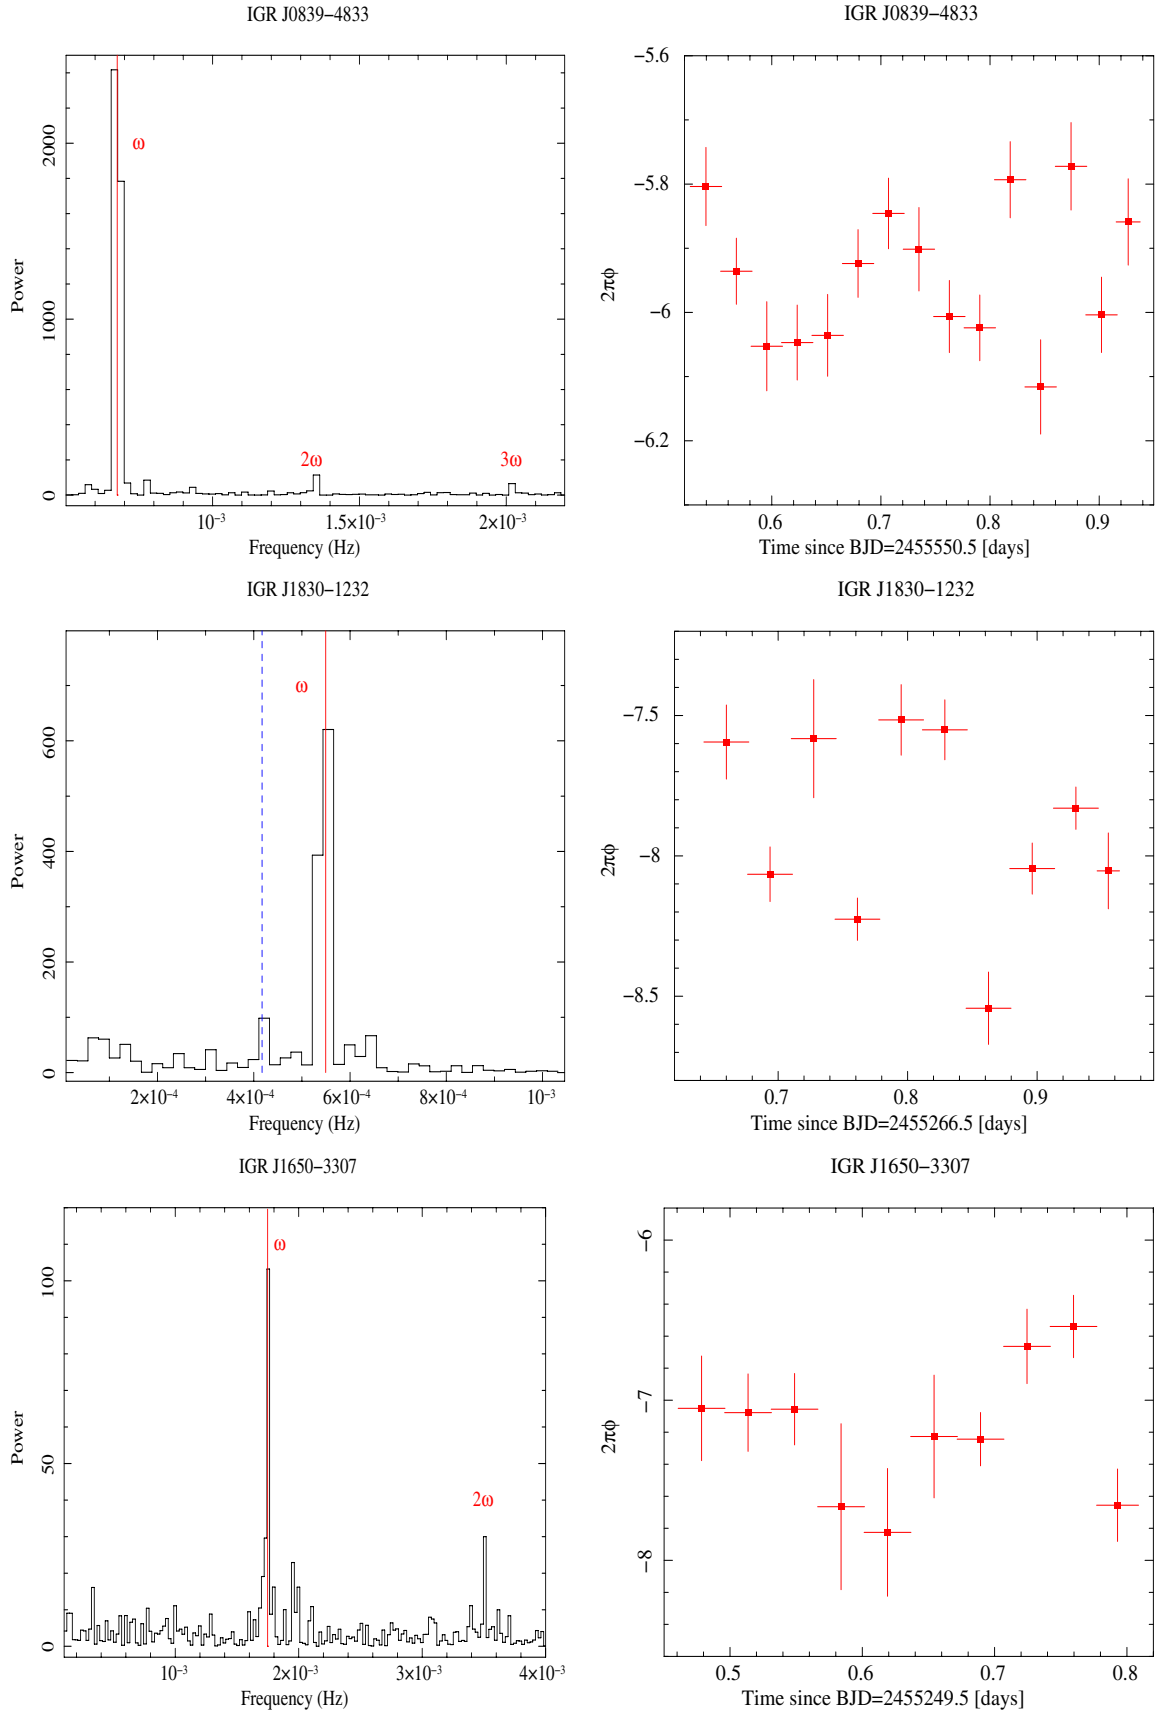 IGR J0839−4833
ω
2ω
3ω
0
1000
2000
Power
10⁻³
1.5×10⁻³
2×10⁻³
Frequency (Hz)
IGR J0839−4833
−5.6
−5.8
−6
−6.2
2πϕ
0.6
0.7
0.8
0.9
Time since BJD=2455550.5 [days]
IGR J1830−1232
ω
0
200
400
600
Power
2×10⁻⁴
4×10⁻⁴
6×10⁻⁴
8×10⁻⁴
10⁻³
Frequency (Hz)
IGR J1830−1232
−7.5
−8
−8.5
2πϕ
0.7
0.8
0.9
Time since BJD=2455266.5 [days]
IGR J1650−3307
ω
2ω
0
50
100
Power
10⁻³
2×10⁻³
3×10⁻³
4×10⁻³
Frequency (Hz)
IGR J1650−3307
−6
−7
−8
2πϕ
0.5
0.6
0.7
0.8
Time since BJD=2455249.5 [days]